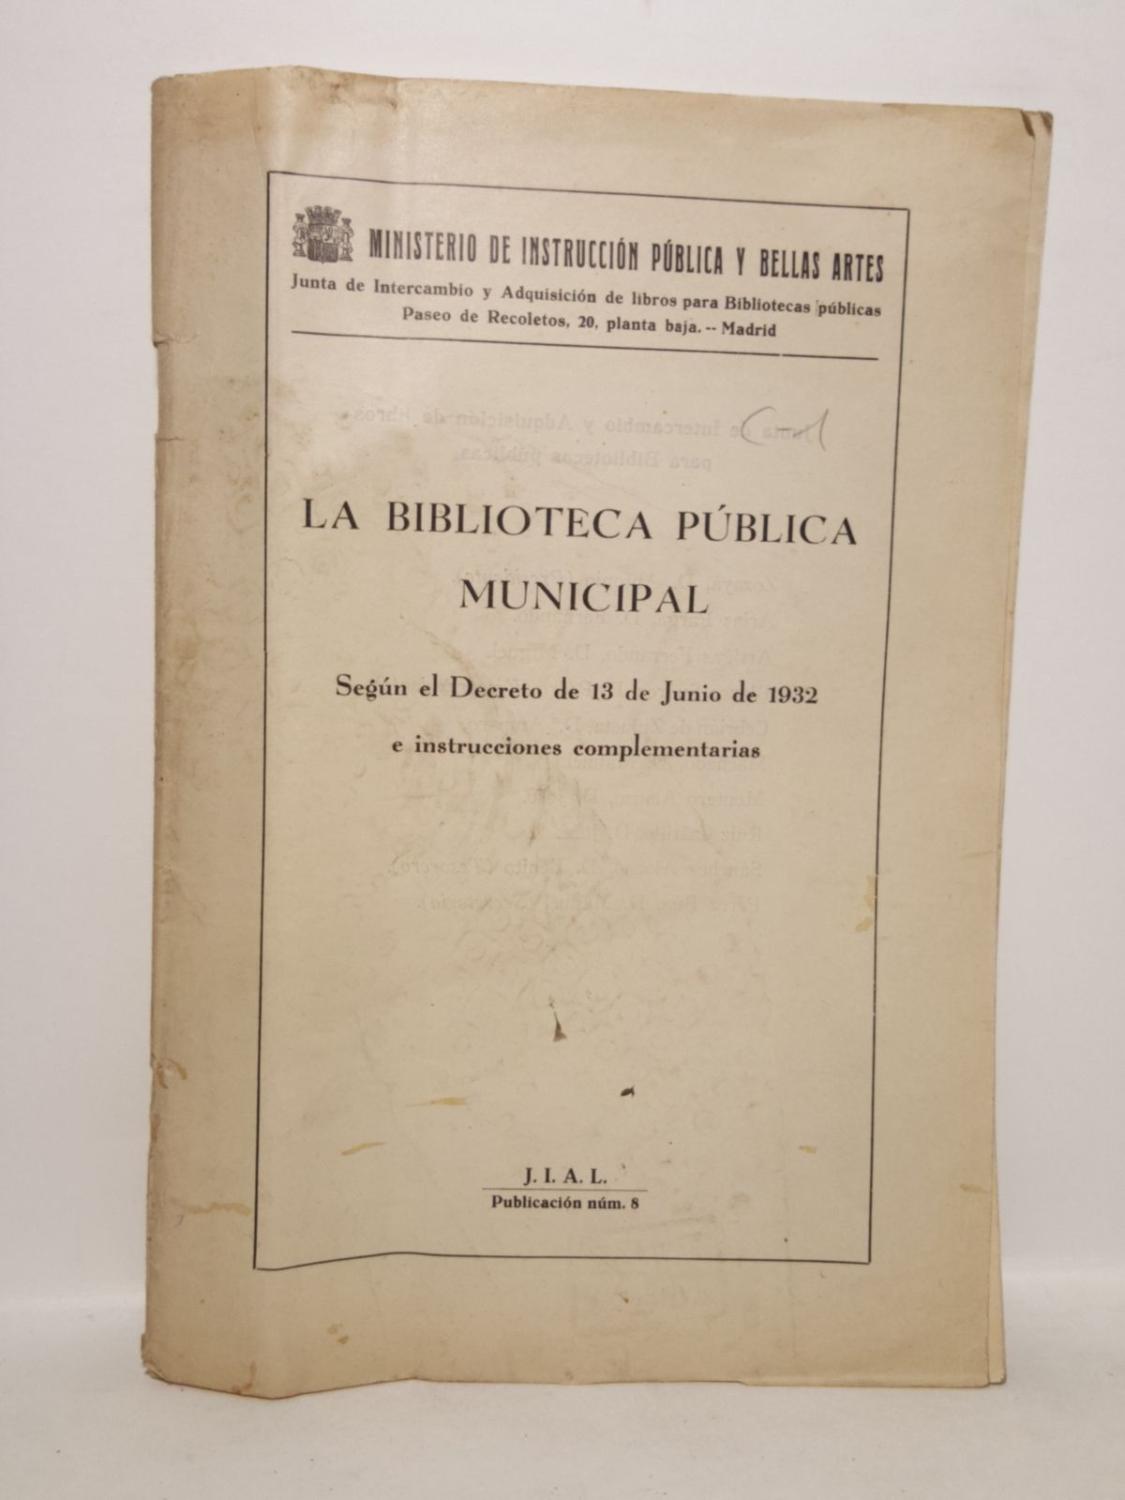 MINISTERIO DE INSTRUCCIÓN PÚBLICA Y BELLAS ARTES
Junta de Intercambio y Adquisición de libros para Bibliotecas públicas
Paseo de Recoletos, 20, planta baja. -- Madrid
LA BIBLIOTECA PÚBLICA
MUNICIPAL
Según el Decreto de 13 de Junio de 1932
e instrucciones complementarias
J. I. A. L.
Publicación núm. 8